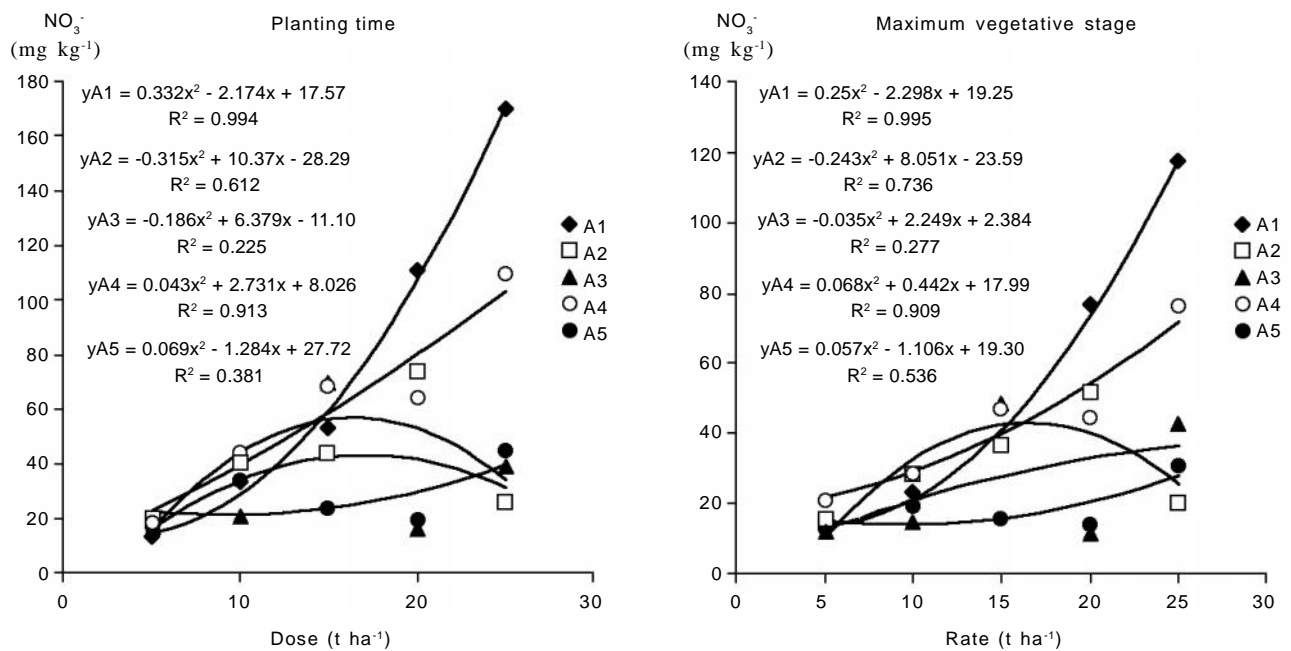 NO₃⁻
(mg kg⁻¹)
Planting time
180
160
140
120
100
80
60
40
20
0
yA1 = 0.332x² - 2.174x + 17.57
R² = 0.994
yA2 = -0.315x² + 10.37x - 28.29
R² = 0.612
yA3 = -0.186x² + 6.379x - 11.10
R² = 0.225
yA4 = 0.043x² + 2.731x + 8.026
R² = 0.913
yA5 = 0.069x² - 1.284x + 27.72
R² = 0.381
A1
A2
A3
A4
A5
0 10 20 30
Dose (t ha⁻¹)
NO₃⁻
(mg kg⁻¹)
Maximum vegetative stage
140
120
100
80
60
40
20
0
yA1 = 0.25x² - 2.298x + 19.25
R² = 0.995
yA2 = -0.243x² + 8.051x - 23.59
R² = 0.736
yA3 = -0.035x² + 2.249x + 2.384
R² = 0.277
yA4 = 0.068x² + 0.442x + 17.99
R² = 0.909
yA5 = 0.057x² - 1.106x + 19.30
R² = 0.536
A1
A2
A3
A4
A5
0 5 10 15 20 25 30
Rate (t ha⁻¹)